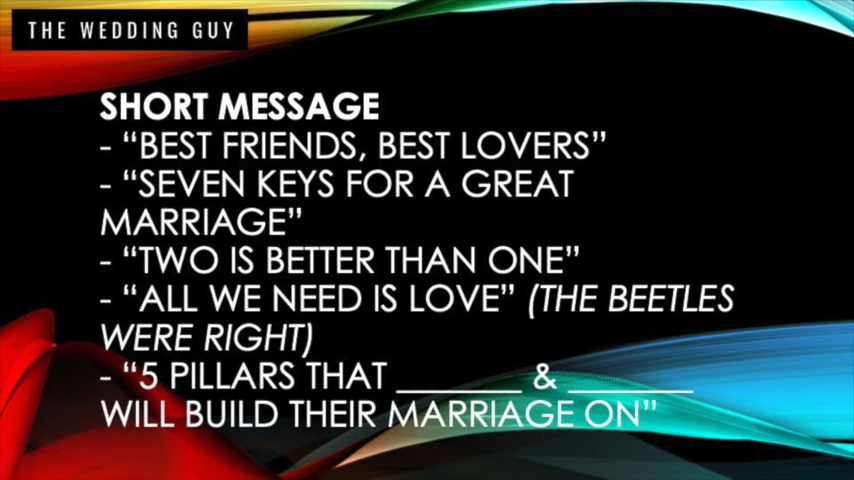 THE WEDDING GUY
SHORT MESSAGE
- “BEST FRIENDS, BEST LOVERS”
- “SEVEN KEYS FOR A GREAT
MARRIAGE”
- “TWO IS BETTER THAN ONE”
- “ALL WE NEED IS LOVE” (THE BEETLES
WERE RIGHT)
- “5 PILLARS THAT _______ & _______
WILL BUILD THEIR MARRIAGE ON”